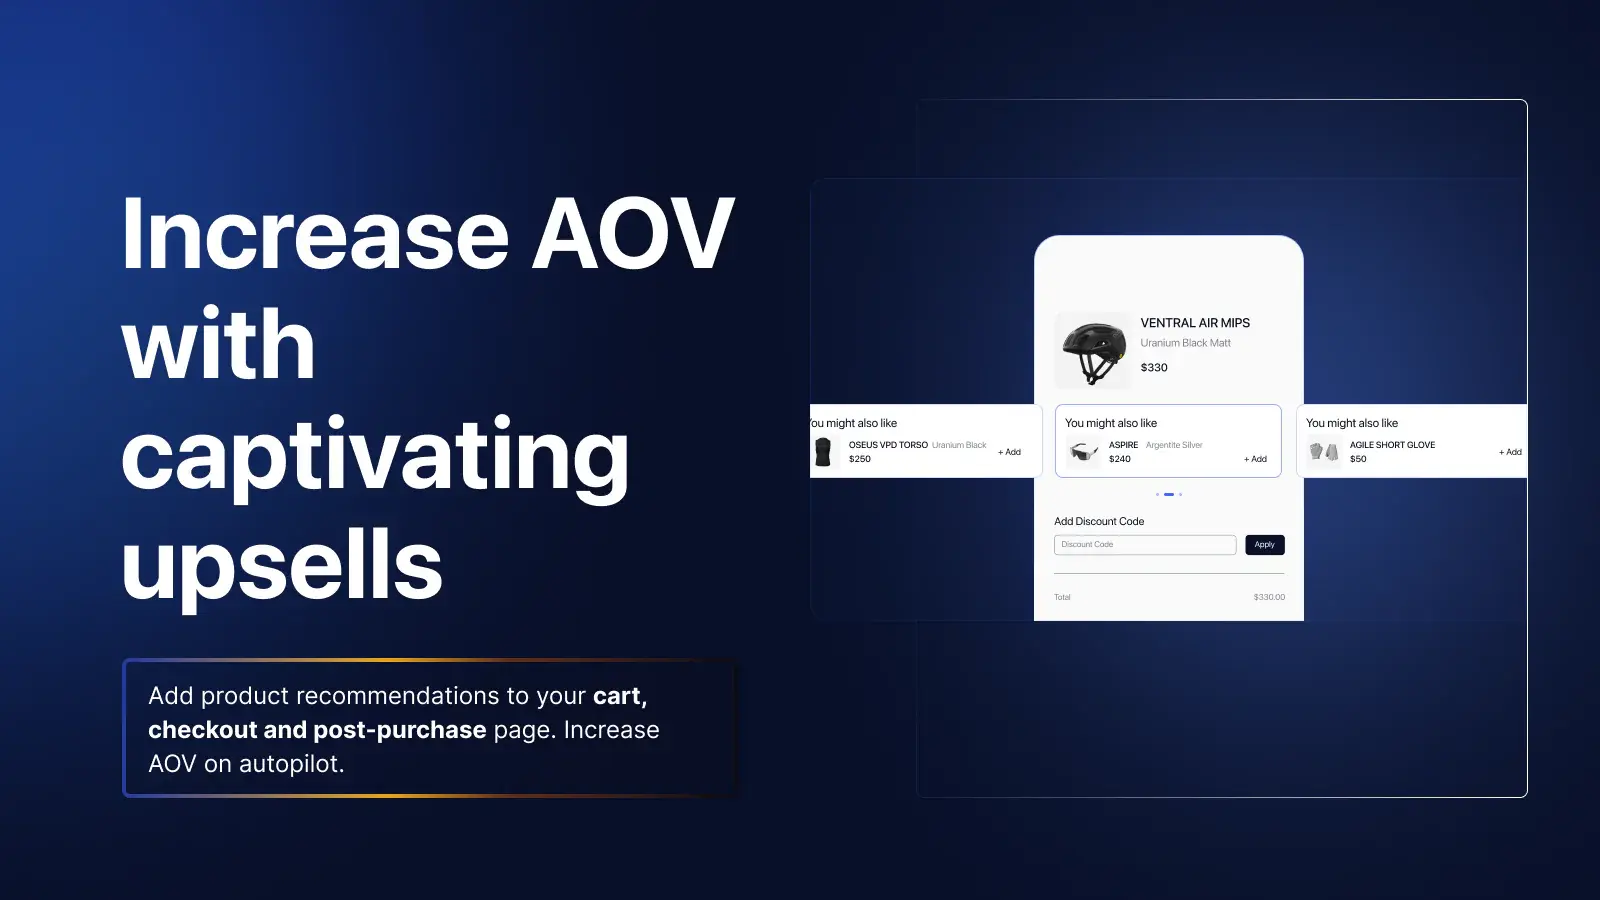 Increase AOV
with
captivating
upsells
Add product recommendations to your cart,
checkout and post-purchase page. Increase
AOV on autopilot.
VENTRAL AIR MIPS
Uranium Black Matt
$330
You might also like
OSEUS VPD TORSO Uranium Black
$250
+ Add
You might also like
ASPIRE Argentite Silver
$240
+ Add
You might also like
AGILE SHORT GLOVE
$50
+ Add
Add Discount Code
Discount Code
Apply
Total $330.00